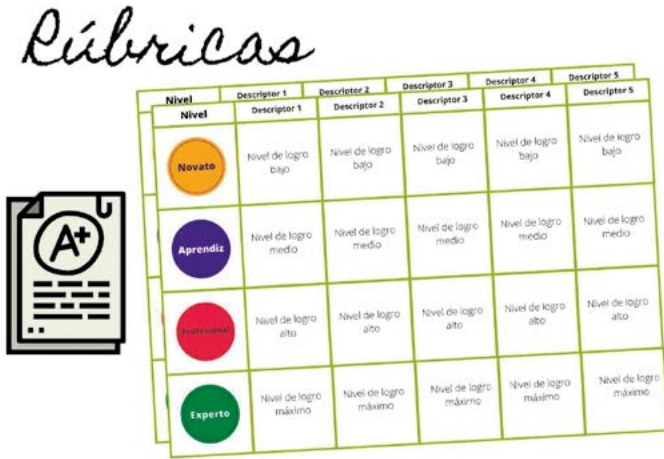 Rúbricas
Nivel Descriptor 1 Descriptor 2 Descriptor 3 Descriptor 4 Descriptor 5
Nivel Descriptor 1 Descriptor 2 Descriptor 3 Descriptor 4 Descriptor 5
Novato Nivel de logro bajo Nivel de logro bajo Nivel de logro bajo Nivel de logro bajo Nivel de logro bajo
A+
Aprendiz Nivel de logro medio Nivel de logro medio Nivel de logro medio Nivel de logro medio Nivel de logro medio
Profesional Nivel de logro alto Nivel de logro alto Nivel de logro alto Nivel de logro alto Nivel de logro alto
Experto Nivel de logro máximo Nivel de logro máximo Nivel de logro máximo Nivel de logro máximo Nivel de logro máximo